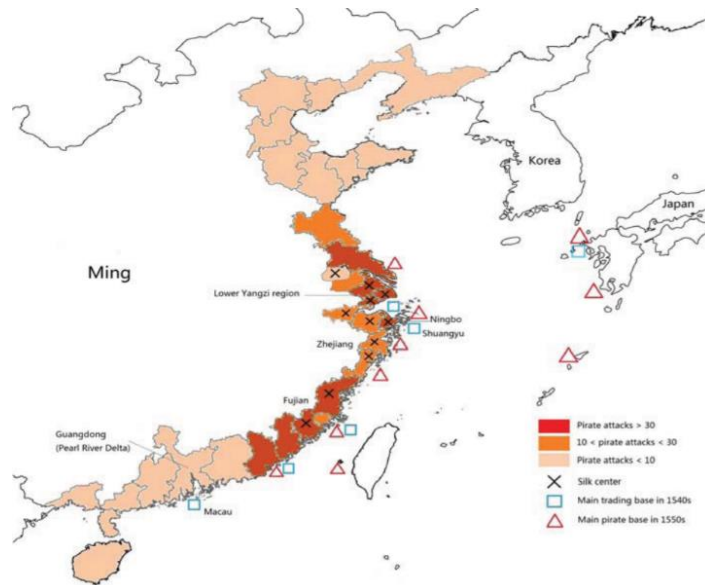 Korea
Japan
Ming
Lower Yangzi region
Ningbo
Shuangyu
Zhejiang
Fujian
Guangdong
(Pearl River Delta)
Macau
Pirate attacks > 30
10 < pirate attacks < 30
Pirate attacks < 10
Silk center
Main trading base in 1540s
Main pirate base in 1550s